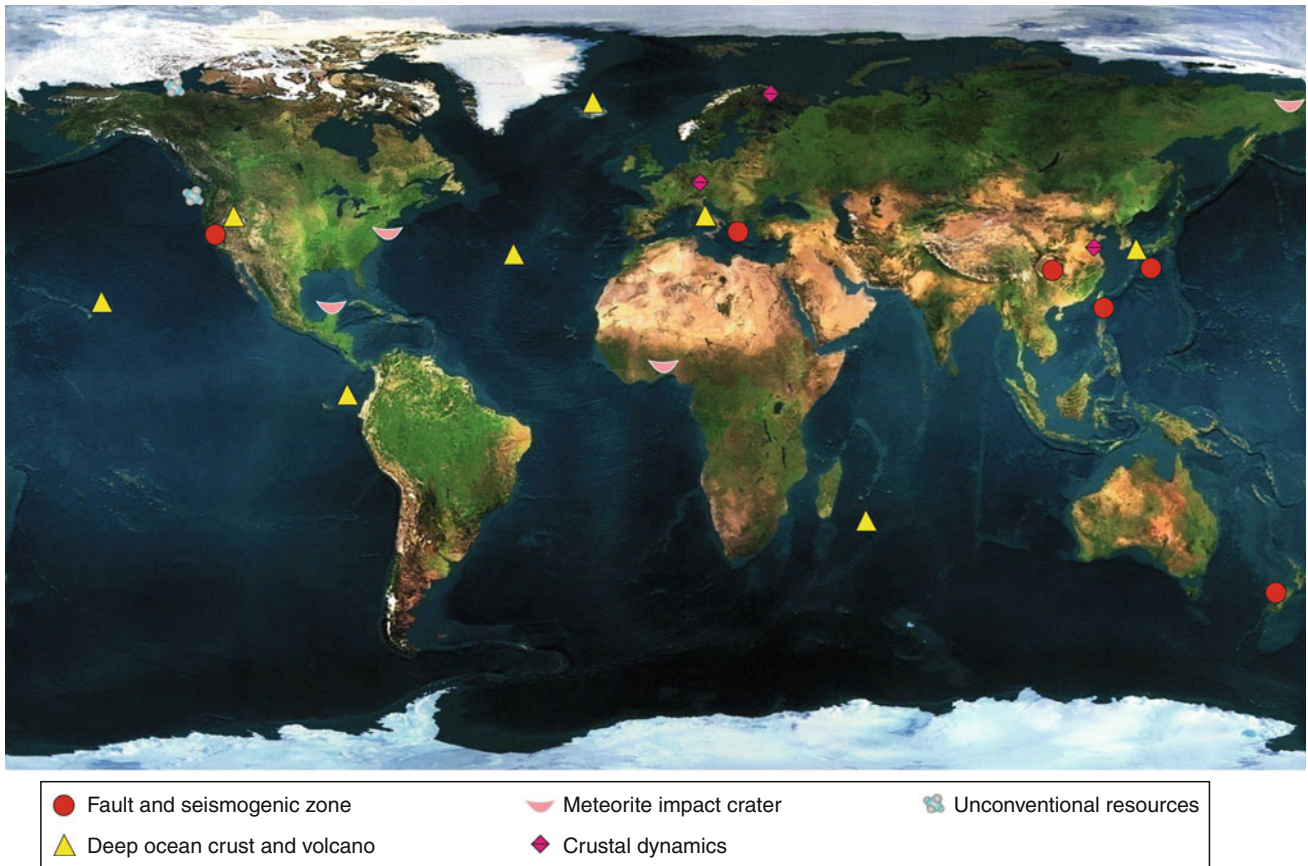 Fault and seismogenic zone
Meteorite impact crater
Unconventional resources
Deep ocean crust and volcano
Crustal dynamics